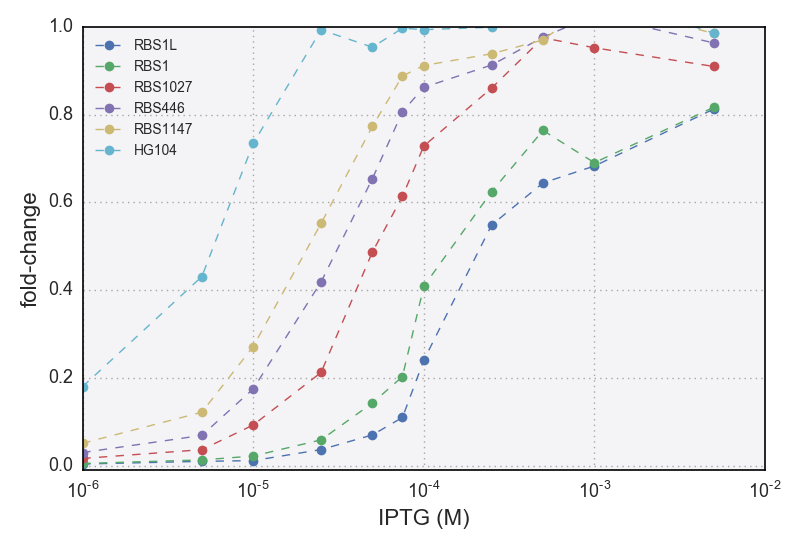 1.0
0.8
0.6
0.4
0.2
0.0
fold-change
RBS1L
RBS1
RBS1027
RBS446
RBS1147
HG104
10^-6 10^-5 10^-4 10^-3 10^-2
IPTG (M)